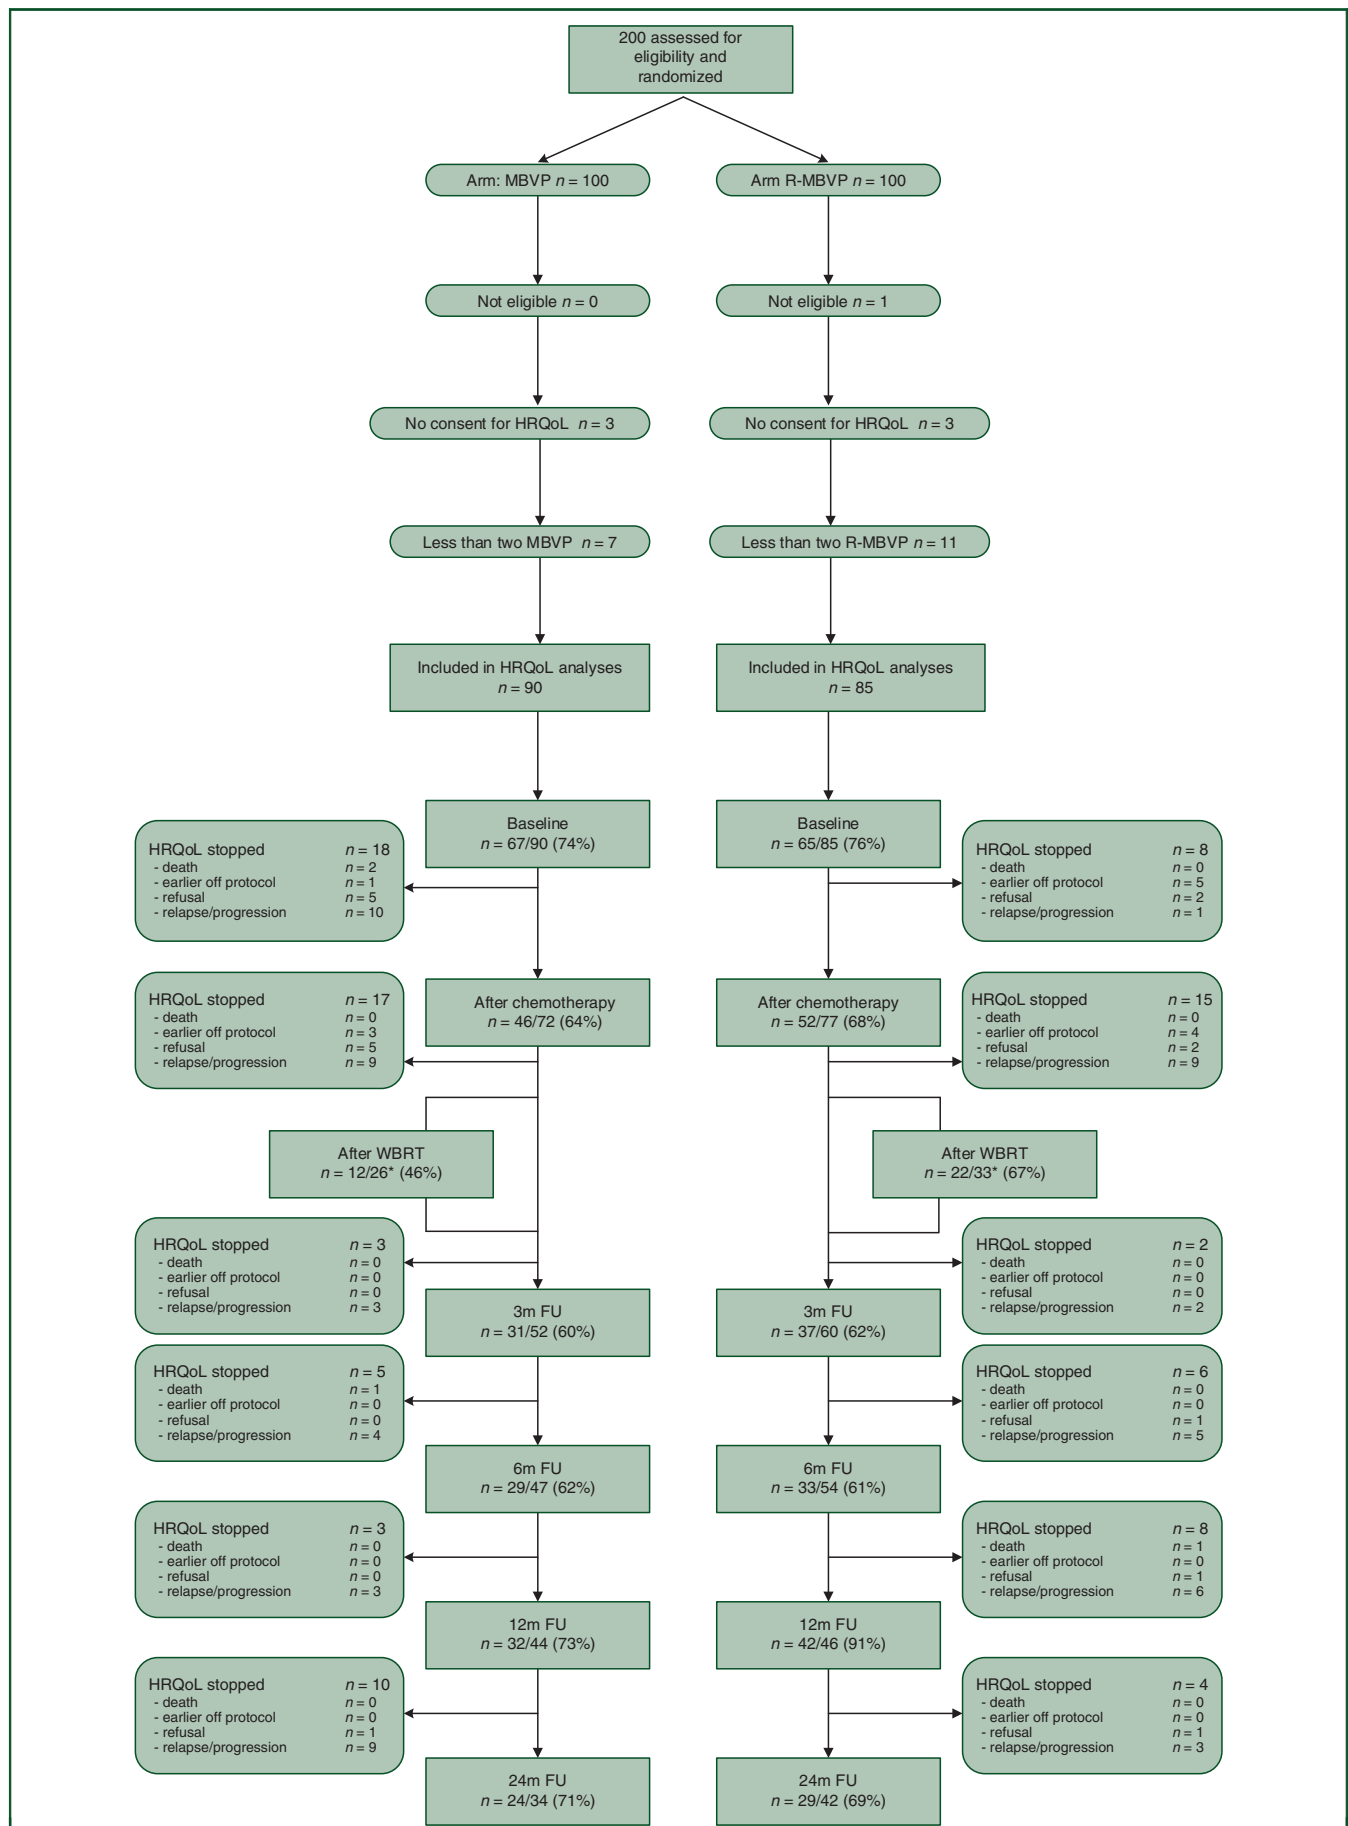 200 assessed for
eligibility and
randomized
Arm: MBVP n = 100
Arm R-MBVP n = 100
Not eligible n = 0
Not eligible n = 1
No consent for HRQoL n = 3
No consent for HRQoL n = 3
Less than two MBVP n = 7
Less than two R-MBVP n = 11
Included in HRQoL analyses
n = 90
Included in HRQoL analyses
n = 85
Baseline
n = 67/90 (74%)
Baseline
n = 65/85 (76%)
HRQoL stopped n = 18
- death n = 2
- earlier off protocol n = 1
- refusal n = 5
- relapse/progression n = 10
HRQoL stopped n = 8
- death n = 0
- earlier off protocol n = 5
- refusal n = 2
- relapse/progression n = 1
After chemotherapy
n = 46/72 (64%)
After chemotherapy
n = 52/77 (68%)
HRQoL stopped n = 17
- death n = 0
- earlier off protocol n = 3
- refusal n = 5
- relapse/progression n = 9
HRQoL stopped n = 15
- death n = 0
- earlier off protocol n = 4
- refusal n = 2
- relapse/progression n = 9
After WBRT
n = 12/26* (46%)
After WBRT
n = 22/33* (67%)
HRQoL stopped n = 3
- death n = 0
- earlier off protocol n = 0
- refusal n = 0
- relapse/progression n = 3
HRQoL stopped n = 2
- death n = 0
- earlier off protocol n = 0
- refusal n = 0
- relapse/progression n = 2
3m FU
n = 31/52 (60%)
3m FU
n = 37/60 (62%)
HRQoL stopped n = 5
- death n = 1
- earlier off protocol n = 0
- refusal n = 0
- relapse/progression n = 4
HRQoL stopped n = 6
- death n = 0
- earlier off protocol n = 0
- refusal n = 1
- relapse/progression n = 5
6m FU
n = 29/47 (62%)
6m FU
n = 33/54 (61%)
HRQoL stopped n = 3
- death n = 0
- earlier off protocol n = 0
- refusal n = 0
- relapse/progression n = 3
HRQoL stopped n = 8
- death n = 1
- earlier off protocol n = 0
- refusal n = 1
- relapse/progression n = 6
12m FU
n = 32/44 (73%)
12m FU
n = 42/46 (91%)
HRQoL stopped n = 10
- death n = 0
- earlier off protocol n = 0
- refusal n = 1
- relapse/progression n = 9
HRQoL stopped n = 4
- death n = 0
- earlier off protocol n = 0
- refusal n = 1
- relapse/progression n = 3
24m FU
n = 24/34 (71%)
24m FU
n = 29/42 (69%)